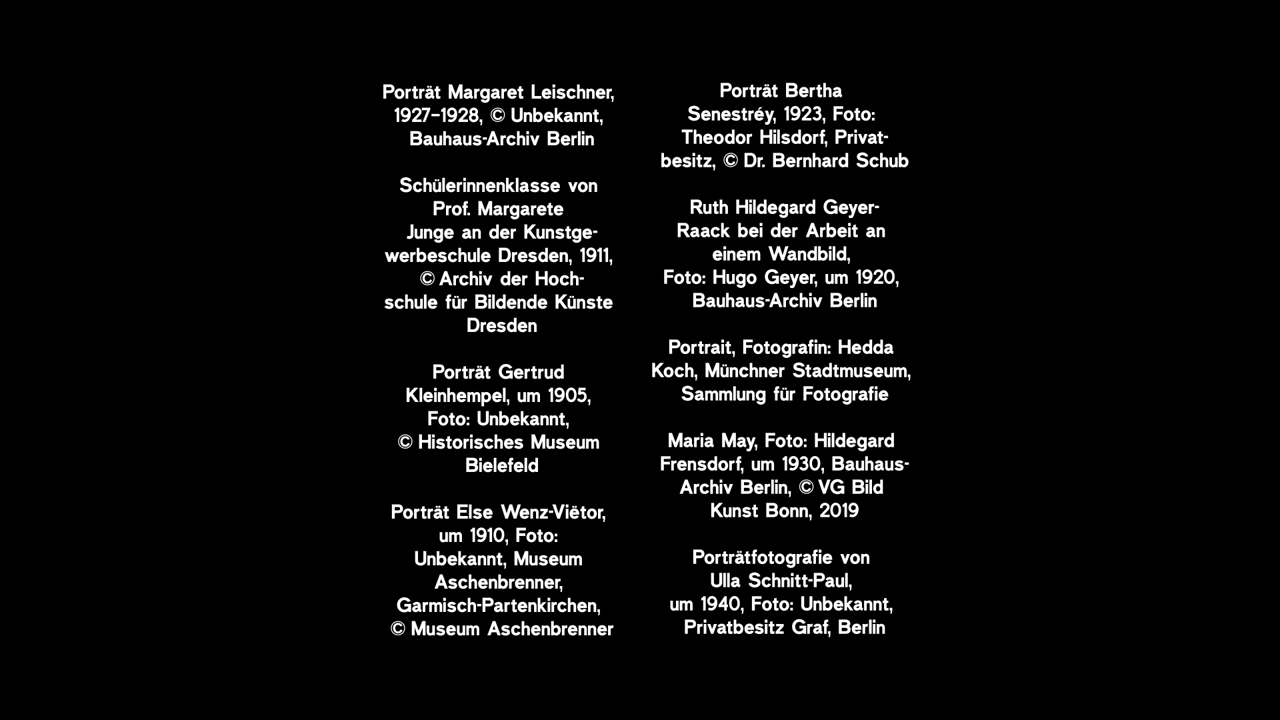 Porträt Margaret Leischner,
1927–1928, © Unbekannt,
Bauhaus-Archiv Berlin
Schülerinnenklasse von
Prof. Margarete
Junge an der Kunstge-
werbeschule Dresden, 1911,
© Archiv der Hoch-
schule für Bildende Künste
Dresden
Porträt Gertrud
Kleinhempel, um 1905,
Foto: Unbekannt,
© Historisches Museum
Bielefeld
Porträt Else Wenz-Viëtor,
um 1910, Foto:
Unbekannt, Museum
Aschenbrenner,
Garmisch-Partenkirchen,
© Museum Aschenbrenner
Porträt Bertha
Senestréy, 1923, Foto:
Theodor Hilsdorf, Privat-
besitz, © Dr. Bernhard Schub
Ruth Hildegard Geyer-
Raack bei der Arbeit an
einem Wandbild,
Foto: Hugo Geyer, um 1920,
Bauhaus-Archiv Berlin
Portrait, Fotografin: Hedda
Koch, Münchner Stadtmuseum,
Sammlung für Fotografie
Maria May, Foto: Hildegard
Frensdorf, um 1930, Bauhaus-
Archiv Berlin, © VG Bild
Kunst Bonn, 2019
Porträtfotografie von
Ulla Schnitt-Paul,
um 1940, Foto: Unbekannt,
Privatbesitz Graf, Berlin